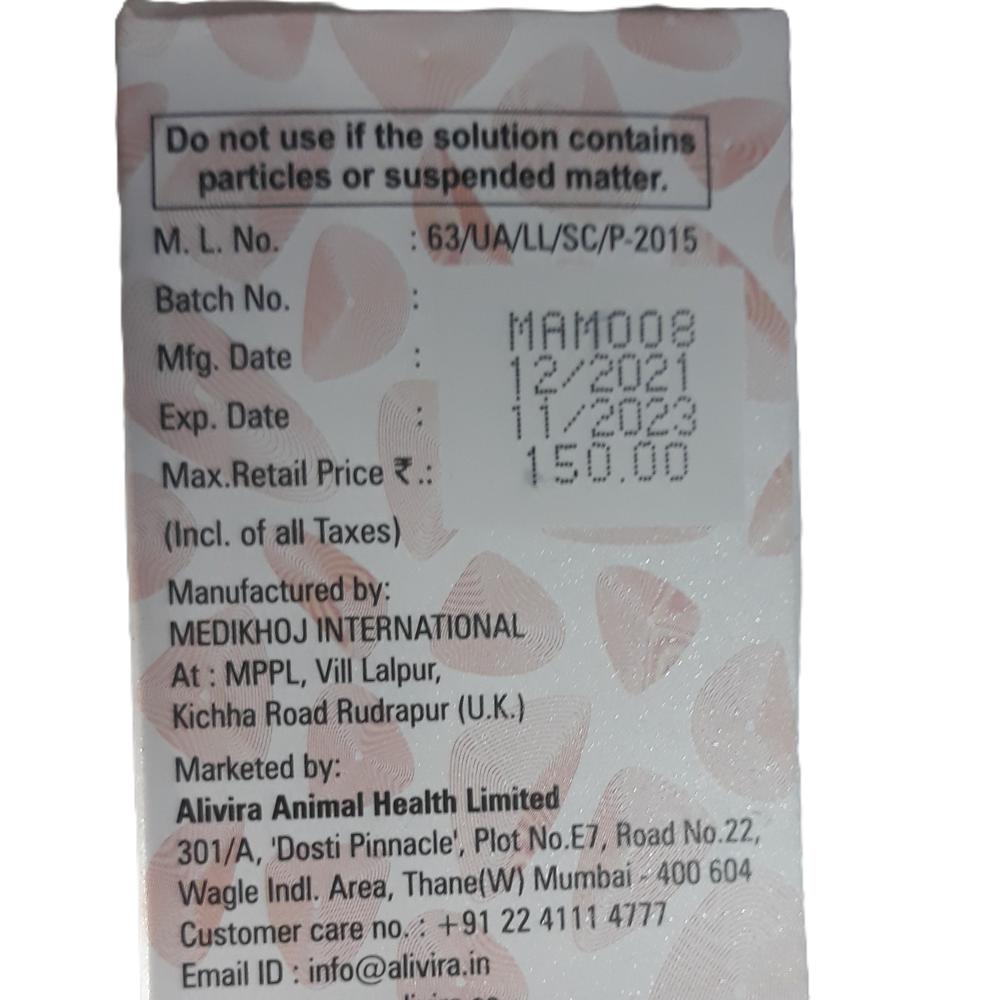 Do not use if the solution contains
particles or suspended matter.
M. L. No. : 63/UA/LL/SC/P-2015
Batch No. : MAM008
Mfg. Date : 12/2021
Exp. Date : 11/2023
Max.Retail Price ₹.: 150.00
(Incl. of all Taxes)
Manufactured by:
MEDIKHOJ INTERNATIONAL
At : MPPL, Vill Lalpur,
Kichha Road Rudrapur (U.K.)
Marketed by:
Alivira Animal Health Limited
301/A, 'Dosti Pinnacle', Plot No.E7, Road No.22,
Wagle Indl. Area, Thane(W) Mumbai - 400 604
Customer care no. : +91 22 4111 4777
Email ID : info@alivira.in